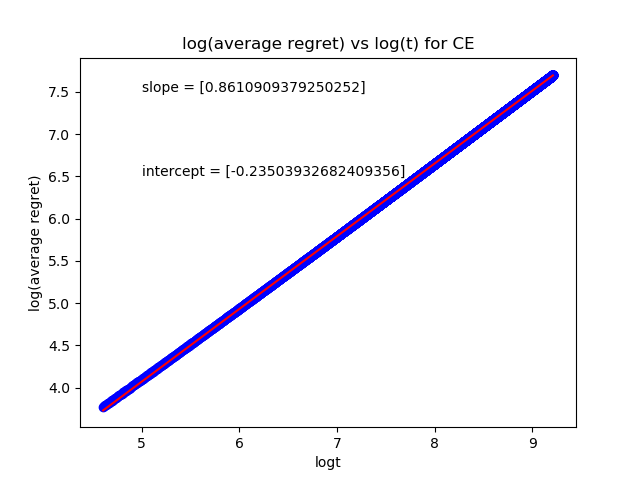 log(average regret) vs log(t) for CE
slope = [0.8610909379250252]
intercept = [-0.23503932682409356]
log(average regret)
7.5
7.0
6.5
6.0
5.5
5.0
4.5
4.0
5 6 7 8 9
logt